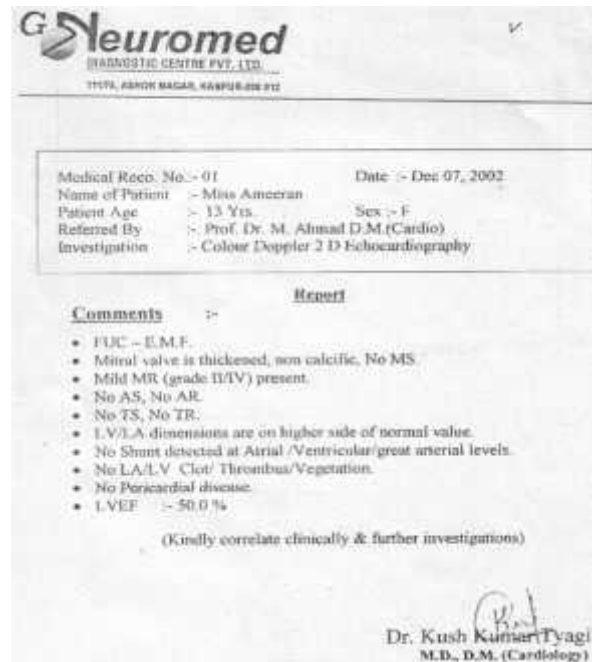 G Neuromed
DIAGNOSTIC CENTRE PVT. LTD.
ASHOK NAGAR, KANPUR-208 012
Medical Reco. No. :- 01 Date :- Dec 07, 2002
Name of Patient :- Miss Ameeran
Patient Age :- 13 Yrs. Sex :- F
Referred By :- Prof. Dr. M. Ahmad D.M.(Cardio)
Investigation :- Colour Doppler 2 D Echocardiography
Report
Comments :-
• FUC – E.M.F.
• Mitral valve is thickened, non calcific, No MS.
• Mild MR (grade II/IV) present.
• No AS, No AR.
• No TS, No TR.
• LV/LA dimensions are on higher side of normal value.
• No Shunt detected at Atrial /Ventricular/great arterial levels.
• No LA/LV Clot/ Thrombus/Vegetation.
• No Pericardial disease.
• LVEF :- 50.0 %
(Kindly correlate clinically & further investigations)
Dr. Kush Kumar Tyagi
M.D., D.M. (Cardiology)